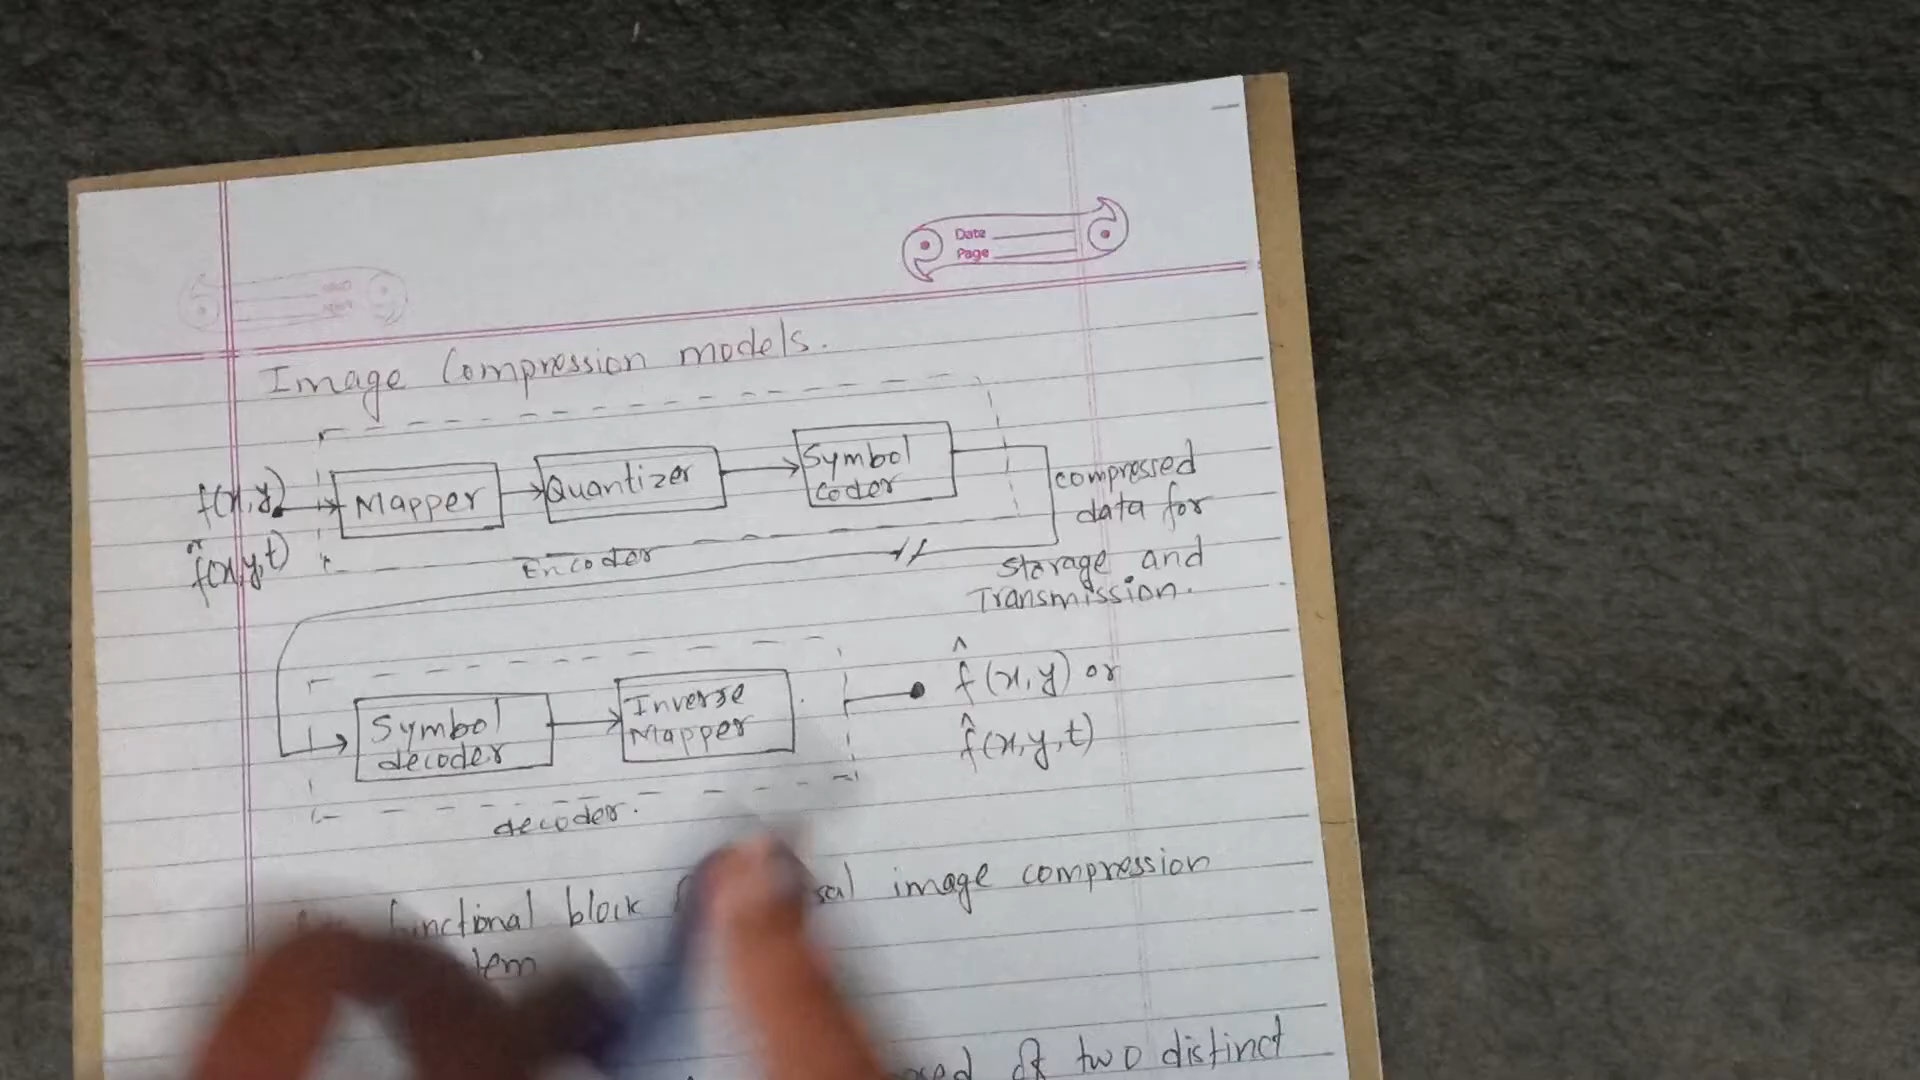 Date
Page
Image Compression models.
f(x,y)
or
f(x,y,t)
Mapper
Quantizer
Symbol
coder
compressed
data for
storage and
Transmission.
Encoder
Symbol
decoder
Inverse
Mapper
f̂(x,y) or
f̂(x,y,t)
decoder.
functional block image compression
of two distinct